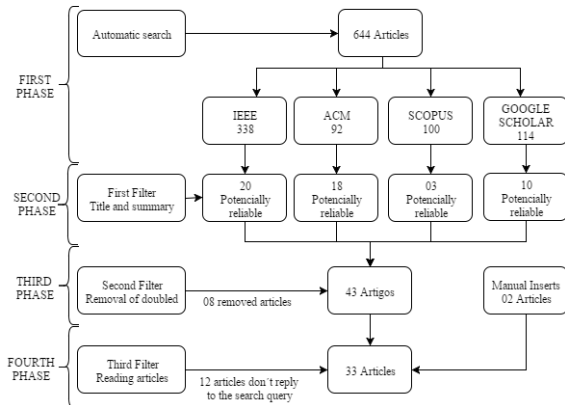 FIRST
PHASE
Automatic search
644 Articles
IEEE
338
ACM
92
SCOPUS
100
GOOGLE
SCHOLAR
114
SECOND
PHASE
First Filter
Title and summary
20
Potencially
reliable
18
Potencially
reliable
03
Potencially
reliable
10
Potencially
reliable
THIRD
PHASE
Second Filter
Removal of doubled
08 removed articles
43 Artigos
Manual Inserts
02 Articles
FOURTH
PHASE
Third Filter
Reading articles
12 articles don´t reply
to the search query
33 Articles